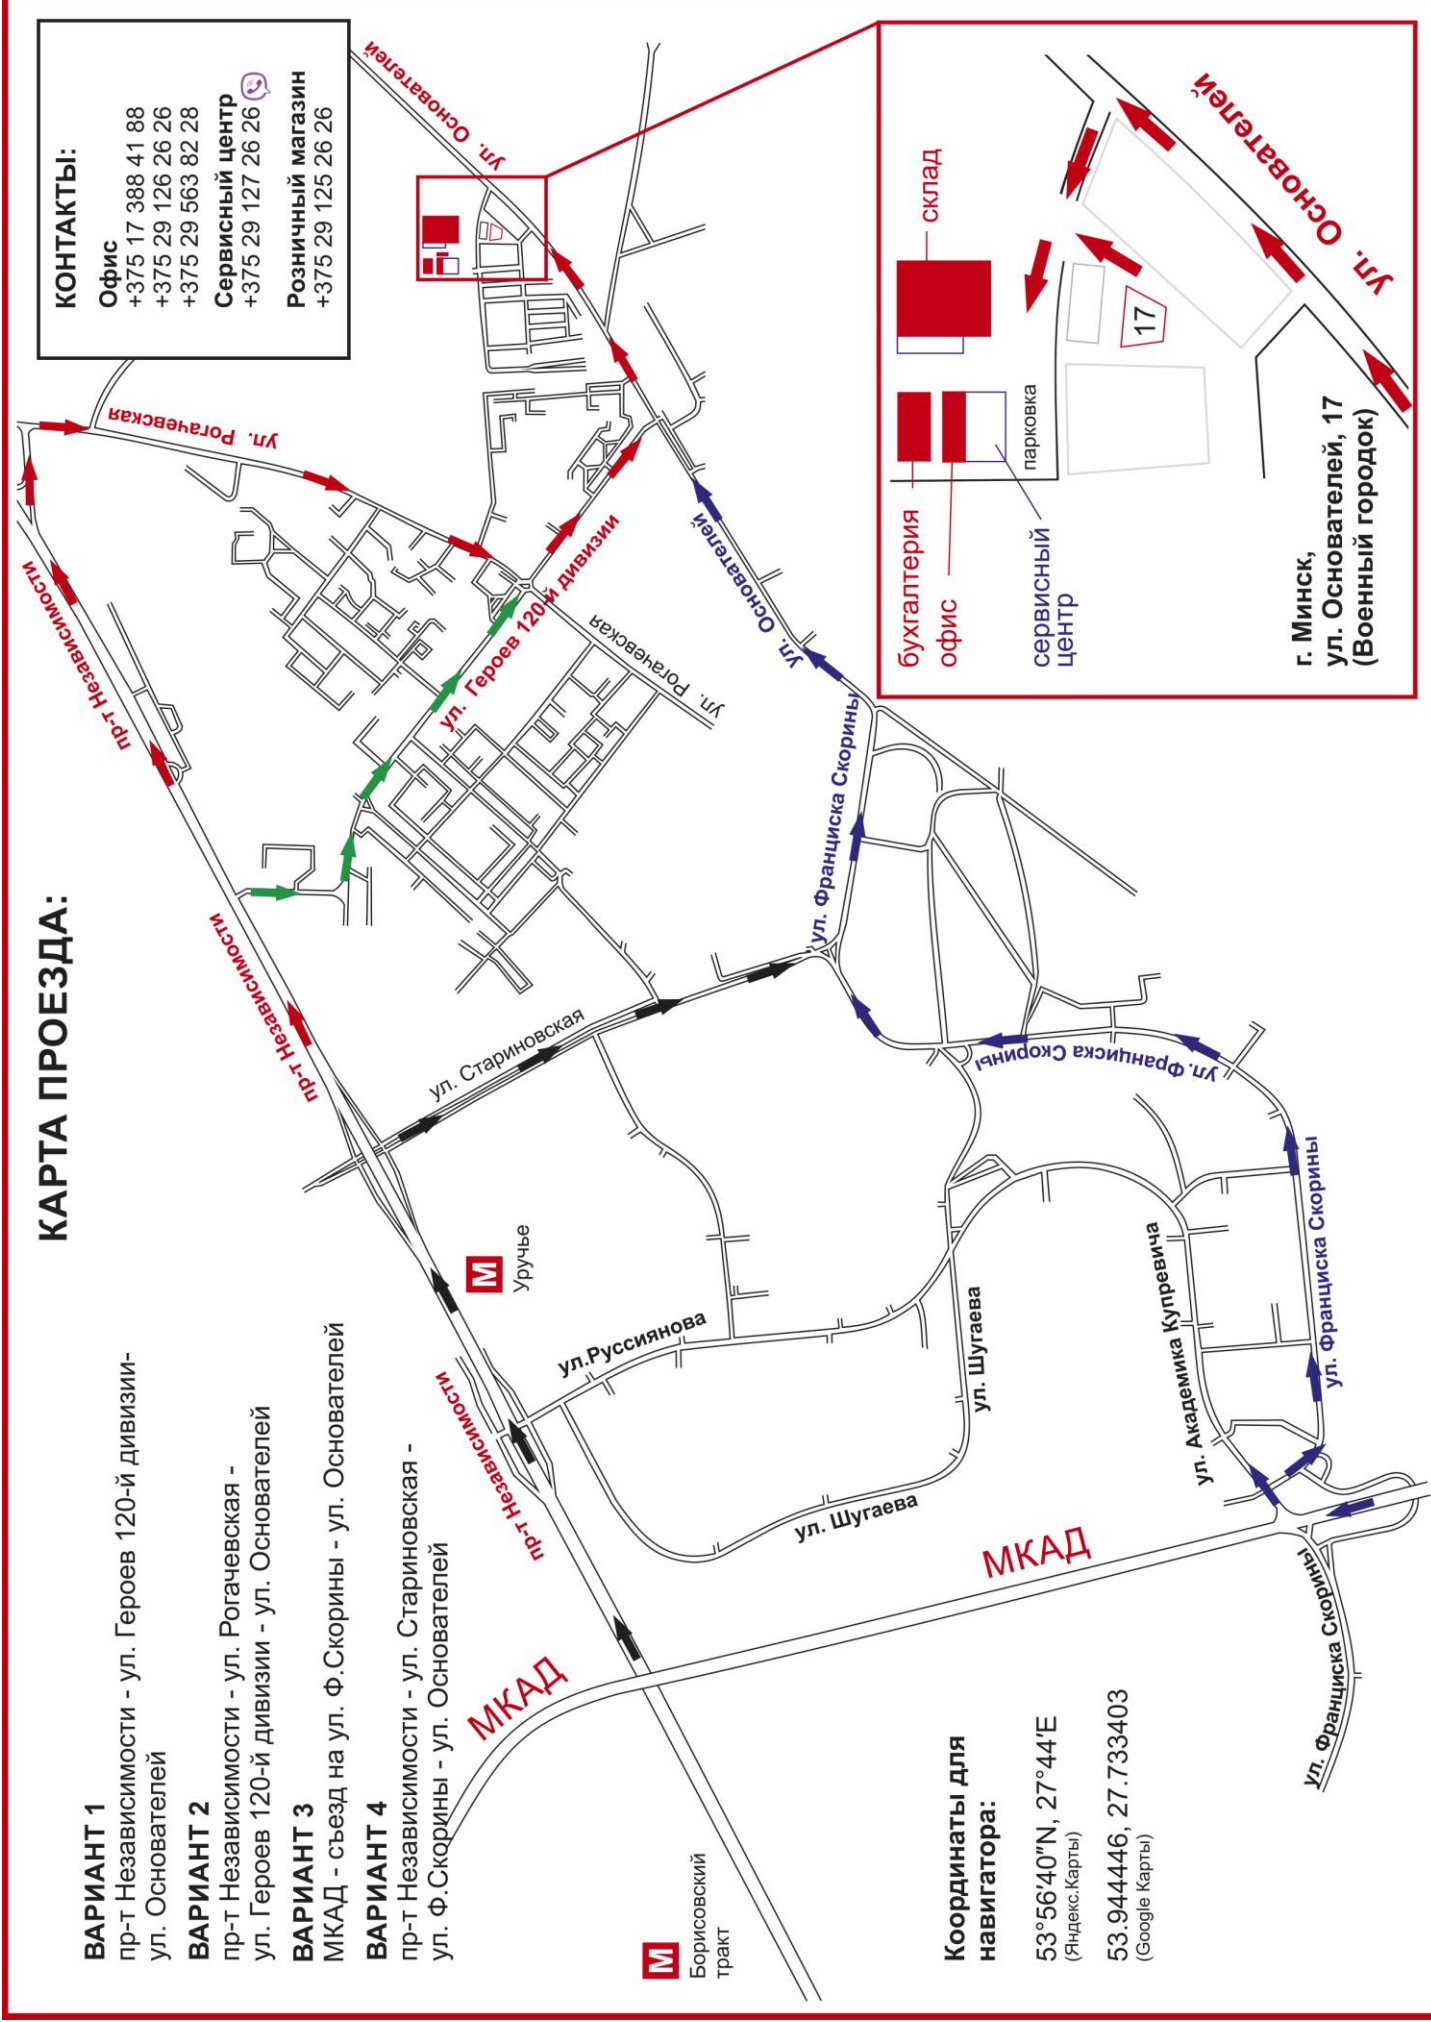 КАРТА ПРОЕЗДА:
ВАРИАНТ 1
пр-т Независимости - ул. Героев 120-й дивизии-
ул. Основателей
ВАРИАНТ 2
пр-т Независимости - ул. Рогачевская -
ул. Героев 120-й дивизии - ул. Основателей
ВАРИАНТ 3
МКАД - съезд на ул. Ф.Скорины - ул. Основателей
ВАРИАНТ 4
пр-т Независимости - ул. Стариновская -
ул. Ф.Скорины - ул. Основателей
КОНТАКТЫ:
Офис
+375 17 388 41 88
+375 29 126 26 26
+375 29 563 82 28
Сервисный центр
+375 29 127 26 26
Розничный магазин
+375 29 125 26 26
пр-т Независимости
пр-т Независимости
пр-т Независимости
пр-т Независимости
ул. Рогачевская
ул. Рогачевская
ул. Основателей
ул. Героев 120-й дивизии
ул. Основателей
ул. Стариновская
М
Уручье
ул.Руссиянова
ул. Франциска Скорины
ул.Франциска Скорины
ул. Шугаева
ул. Шугаева
ул. Академика Купревича
ул. Франциска Скорины
МКАД
МКАД
ул. Франциска Скорины
М
Борисовский
тракт
Координаты для
навигатора:
53°56'40"N, 27°44'E
(Яндекс.Карты)
53.944446, 27.733403
(Google Карты)
бухгалтерия
офис
склад
сервисный
центр
парковка
17
ул. Основателей
г. Минск,
ул. Основателей, 17
(Военный городок)